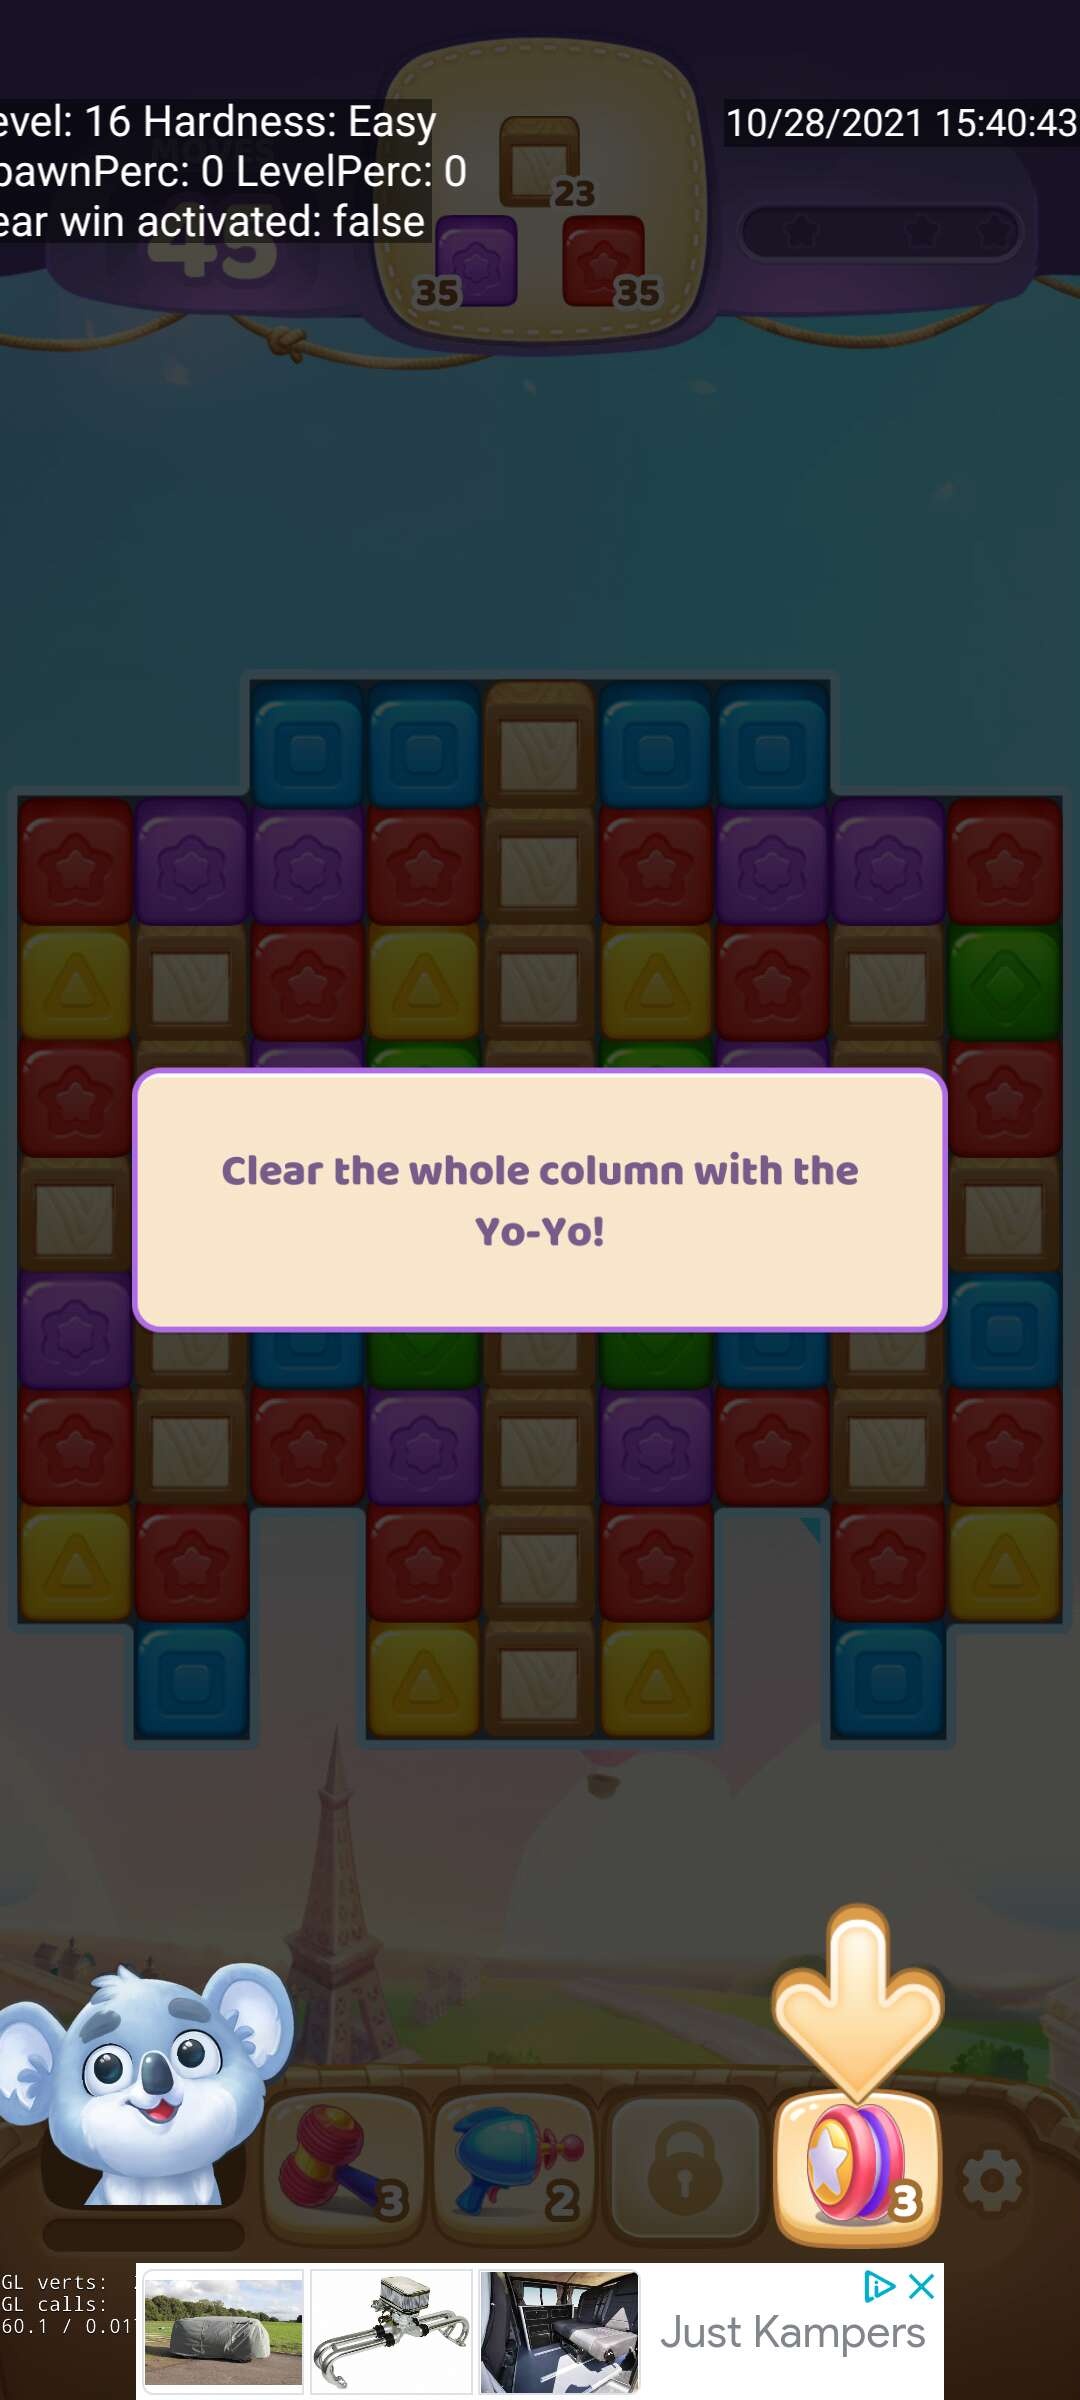 evel: 16 Hardness: Easy
10/28/2021 15:40:43
pawnPerc: 0 LevelPerc: 0
ear win activated: false
MOVES
45
23
35
35
Clear the whole column with the
Yo-Yo!
3
2
3
GL verts:
GL calls:
60.1 / 0.01
Just Kampers